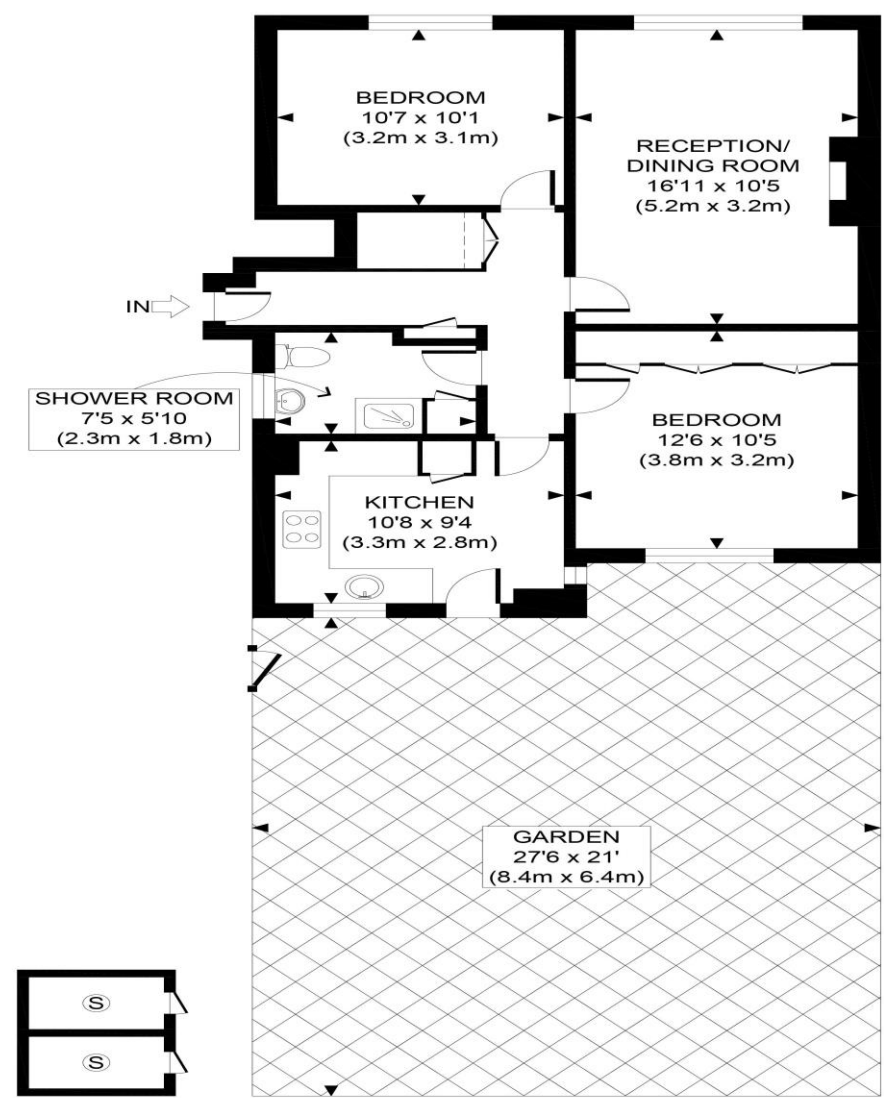 BEDROOM
10'7 x 10'1
(3.2m x 3.1m)
RECEPTION/
DINING ROOM
16'11 x 10'5
(5.2m x 3.2m)
IN
SHOWER ROOM
7'5 x 5'10
(2.3m x 1.8m)
BEDROOM
12'6 x 10'5
(3.8m x 3.2m)
KITCHEN
10'8 x 9'4
(3.3m x 2.8m)
GARDEN
27'6 x 21'
(8.4m x 6.4m)
S
S